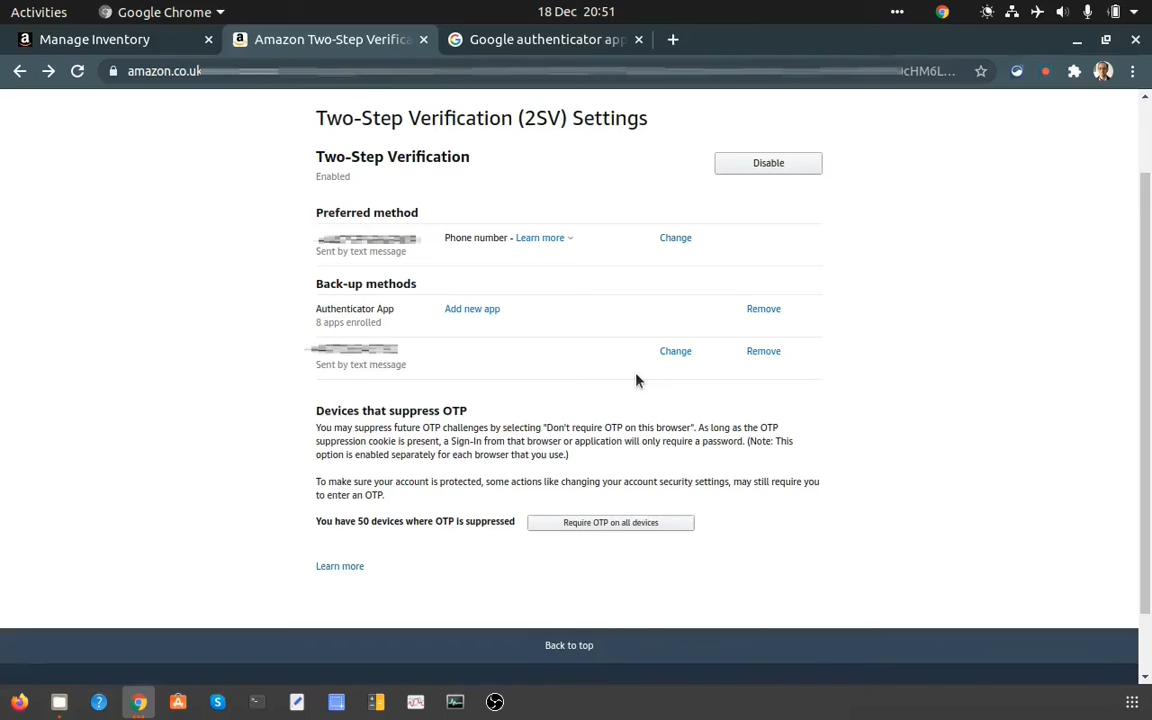 Activities
Google Chrome
18 Dec 20:51
Manage Inventory
Amazon Two-Step Verifica
Google authenticator app
amazon.co.uk
Two-Step Verification (2SV) Settings
Two-Step Verification
Disable
Enabled
Preferred method
Phone number - Learn more
Change
Sent by text message
Back-up methods
Authenticator App
Add new app
Remove
8 apps enrolled
Change
Remove
Sent by text message
Devices that suppress OTP
You may suppress future OTP challenges by selecting "Don't require OTP on this browser". As long as the OTP
suppression cookie is present, a Sign-In from that browser or application will only require a password. (Note: This
option is enabled separately for each browser that you use.)
To make sure your account is protected, some actions like changing your account security settings, may still require you
to enter an OTP.
You have 50 devices where OTP is suppressed
Require OTP on all devices
Learn more
Back to top